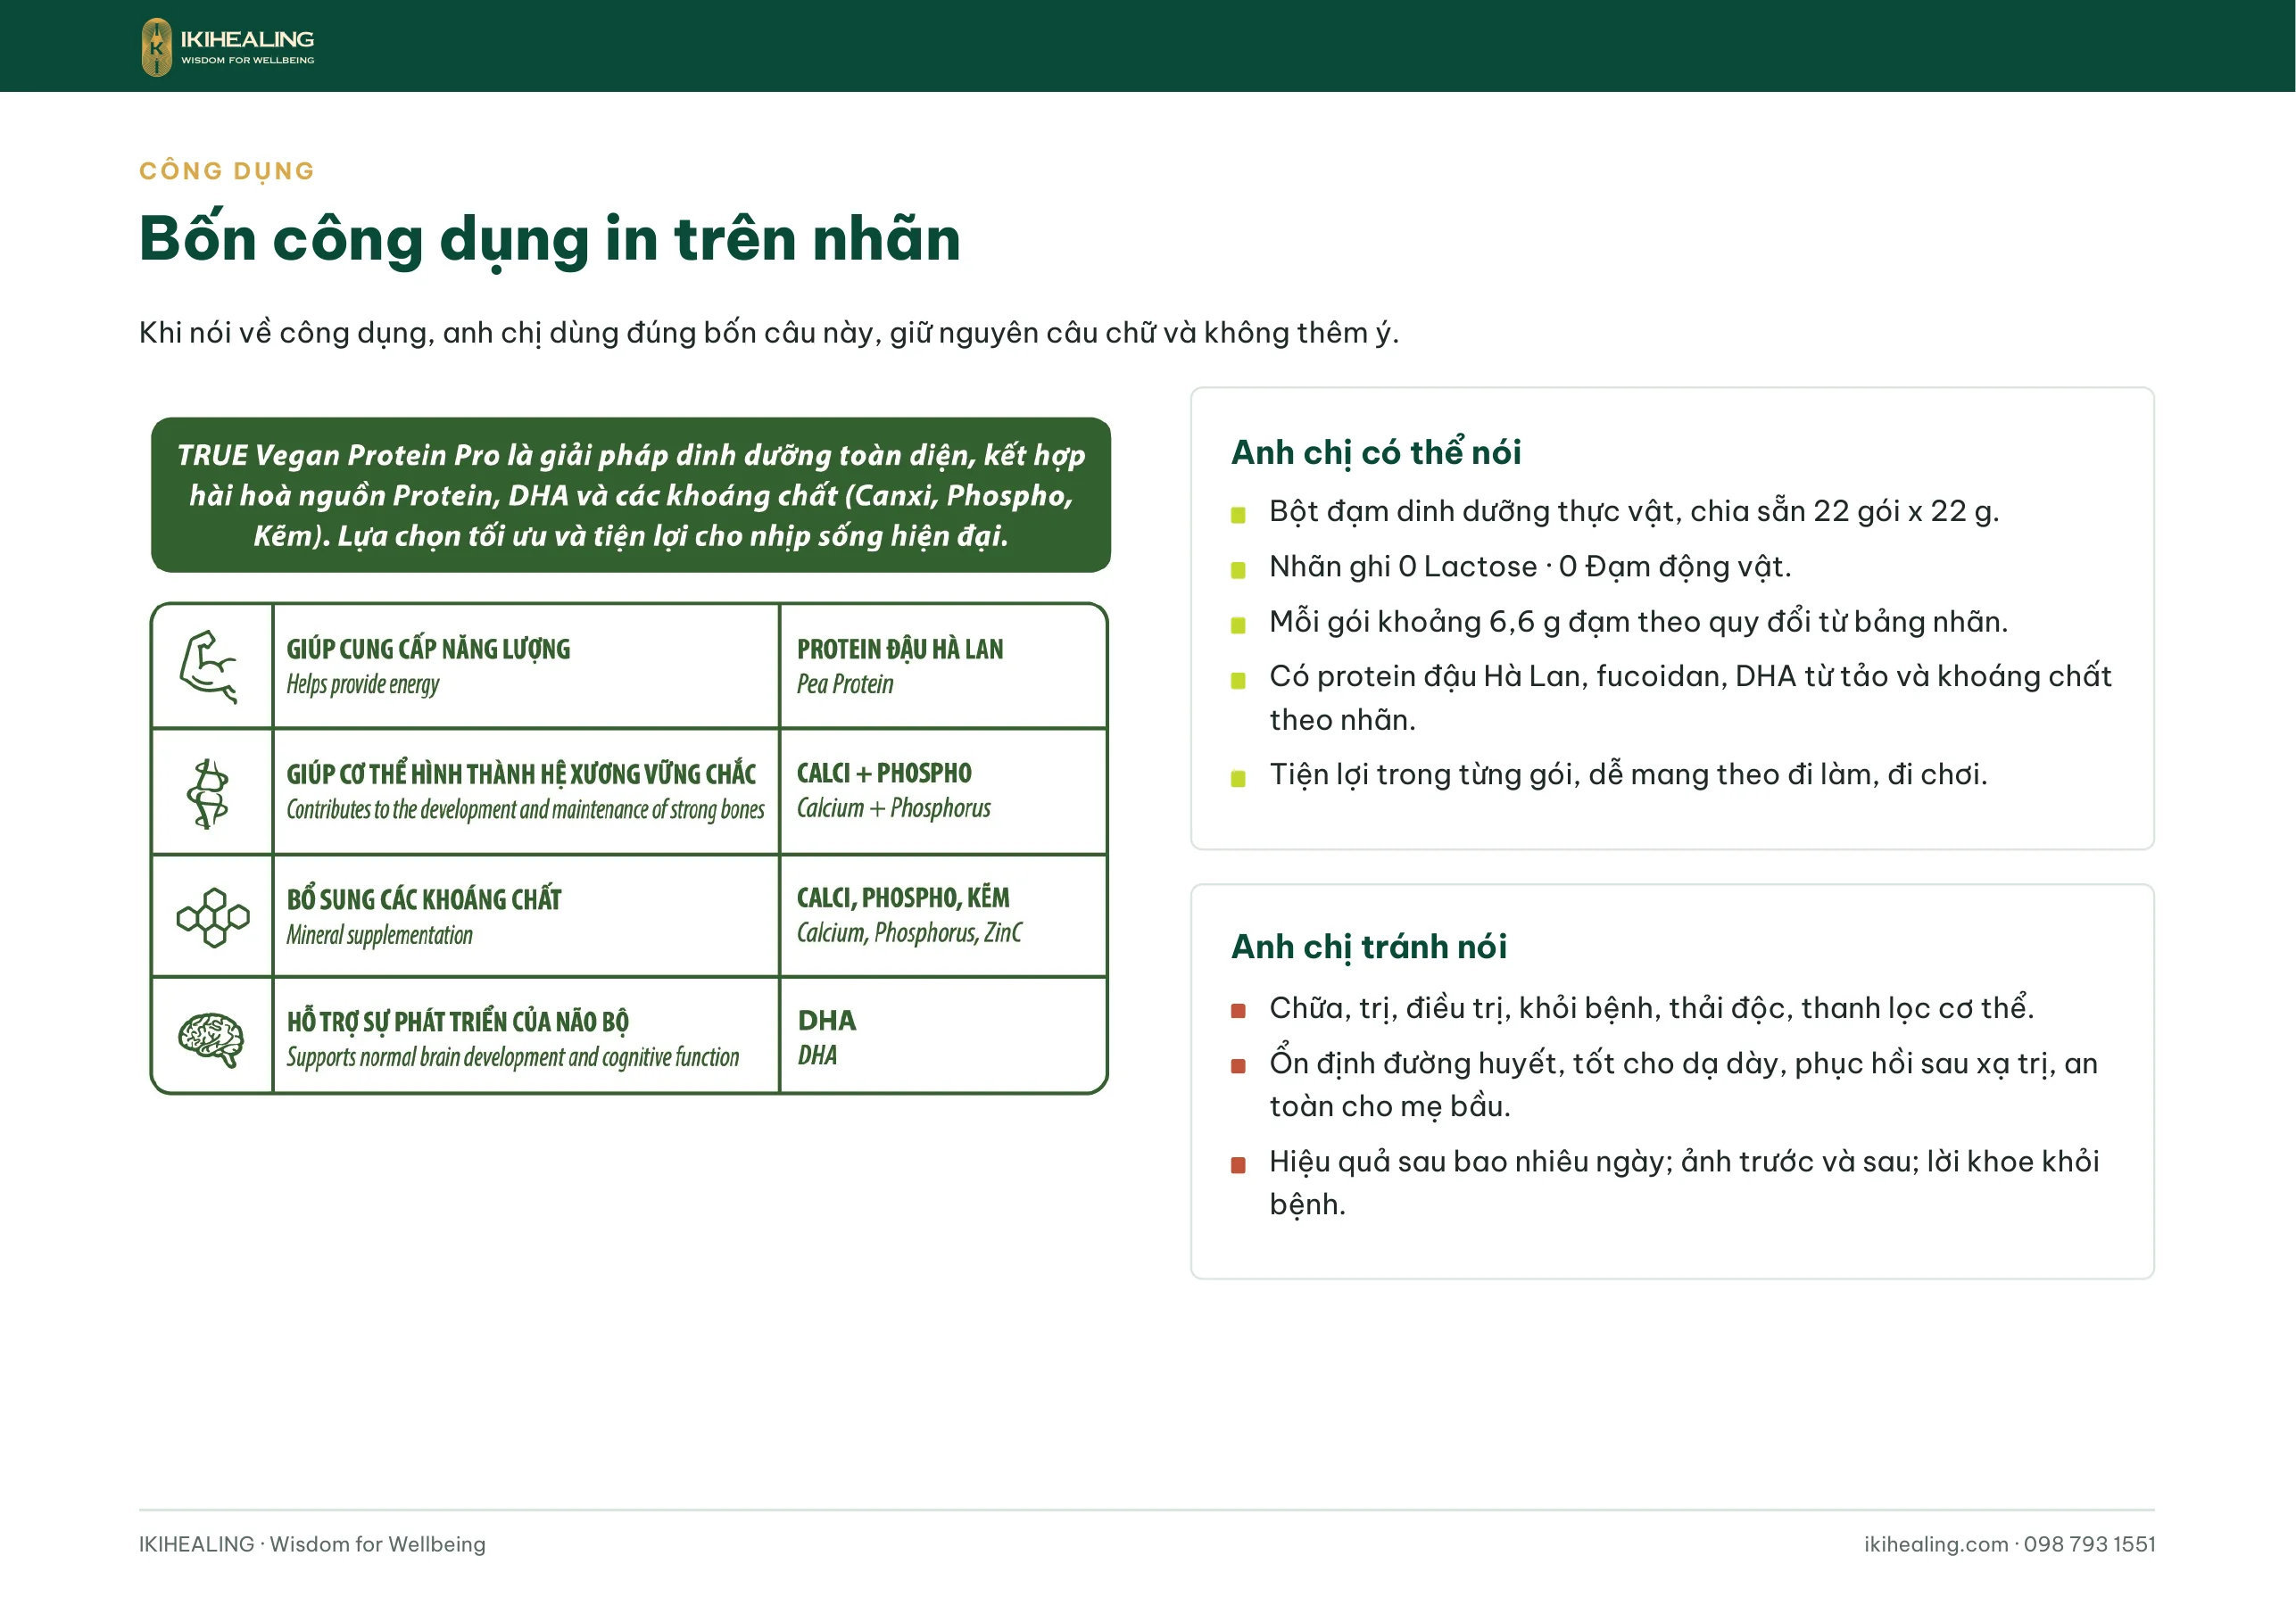 IKIHEALING
WISDOM FOR WELLBEING
CÔNG DỤNG
Bốn công dụng in trên nhãn
Khi nói về công dụng, anh chị dùng đúng bốn câu này, giữ nguyên câu chữ và không thêm ý.
TRUE Vegan Protein Pro là giải pháp dinh dưỡng toàn diện, kết hợp
hài hoà nguồn Protein, DHA và các khoáng chất (Canxi, Phospho,
Kẽm). Lựa chọn tối ưu và tiện lợi cho nhịp sống hiện đại.
GIÚP CUNG CẤP NĂNG LƯỢNG
Helps provide energy
PROTEIN ĐẬU HÀ LAN
Pea Protein
GIÚP CƠ THỂ HÌNH THÀNH HỆ XƯƠNG VỮNG CHẮC
Contributes to the development and maintenance of strong bones
CALCI + PHOSPHO
Calcium + Phosphorus
BỔ SUNG CÁC KHOÁNG CHẤT
Mineral supplementation
CALCI, PHOSPHO, KẼM
Calcium, Phosphorus, ZinC
HỖ TRỢ SỰ PHÁT TRIỂN CỦA NÃO BỘ
Supports normal brain development and cognitive function
DHA
DHA
Anh chị có thể nói
Bột đạm dinh dưỡng thực vật, chia sẵn 22 gói x 22 g.
Nhãn ghi 0 Lactose · 0 Đạm động vật.
Mỗi gói khoảng 6,6 g đạm theo quy đổi từ bảng nhãn.
Có protein đậu Hà Lan, fucoidan, DHA từ tảo và khoáng chất
theo nhãn.
Tiện lợi trong từng gói, dễ mang theo đi làm, đi chơi.
Anh chị tránh nói
Chữa, trị, điều trị, khỏi bệnh, thải độc, thanh lọc cơ thể.
Ổn định đường huyết, tốt cho dạ dày, phục hồi sau xạ trị, an
toàn cho mẹ bầu.
Hiệu quả sau bao nhiêu ngày; ảnh trước và sau; lời khoe khỏi
bệnh.
IKIHEALING · Wisdom for Wellbeing
ikihealing.com · 098 793 1551